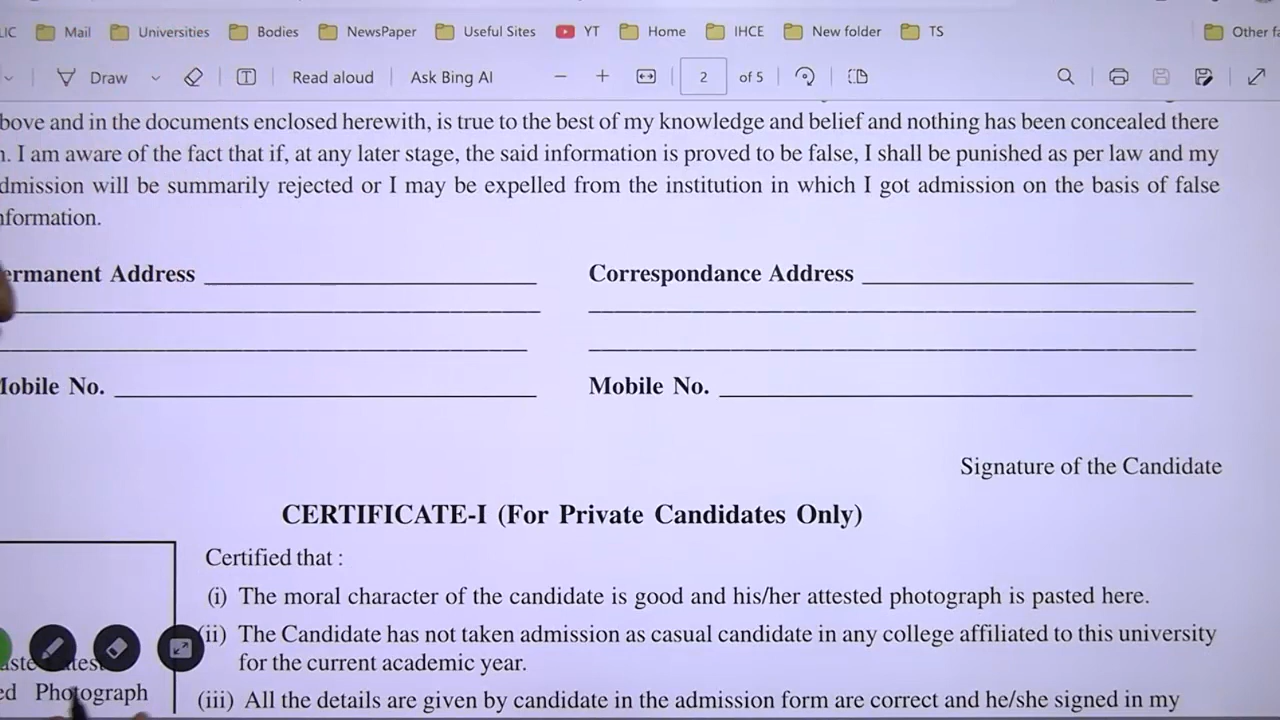 LIC Mail Universities Bodies NewsPaper Useful Sites YT Home IHCE New folder TS Other fa
Draw Read aloud Ask Bing AI 2 of 5
bove and in the documents enclosed herewith, is true to the best of my knowledge and belief and nothing has been concealed there
n. I am aware of the fact that if, at any later stage, the said information is proved to be false, I shall be punished as per law and my
dmission will be summarily rejected or I may be expelled from the institution in which I got admission on the basis of false
nformation.
ermanent Address Correspondance Address
Mobile No. Mobile No.
Signature of the Candidate
CERTIFICATE-I (For Private Candidates Only)
Certified that :
(i) The moral character of the candidate is good and his/her attested photograph is pasted here.
(ii) The Candidate has not taken admission as casual candidate in any college affiliated to this university
for the current academic year.
aste
ed Photograph
(iii) All the details are given by candidate in the admission form are correct and he/she signed in my